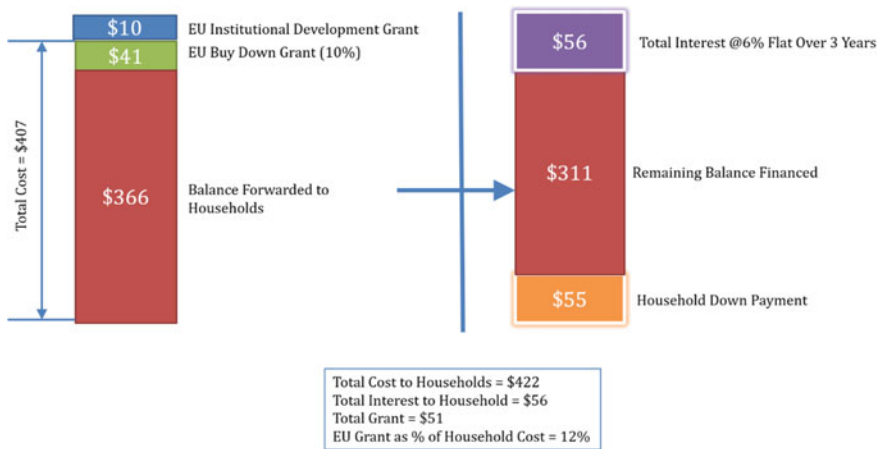 $10
EU Institutional Development Grant
$41
EU Buy Down Grant (10%)
Total Cost = $407
$366
Balance Forwarded to
Households
$56
Total Interest @6% Flat Over 3 Years
$311
Remaining Balance Financed
$55
Household Down Payment
Total Cost to Households = $422
Total Interest to Household = $56
Total Grant = $51
EU Grant as % of Household Cost = 12%